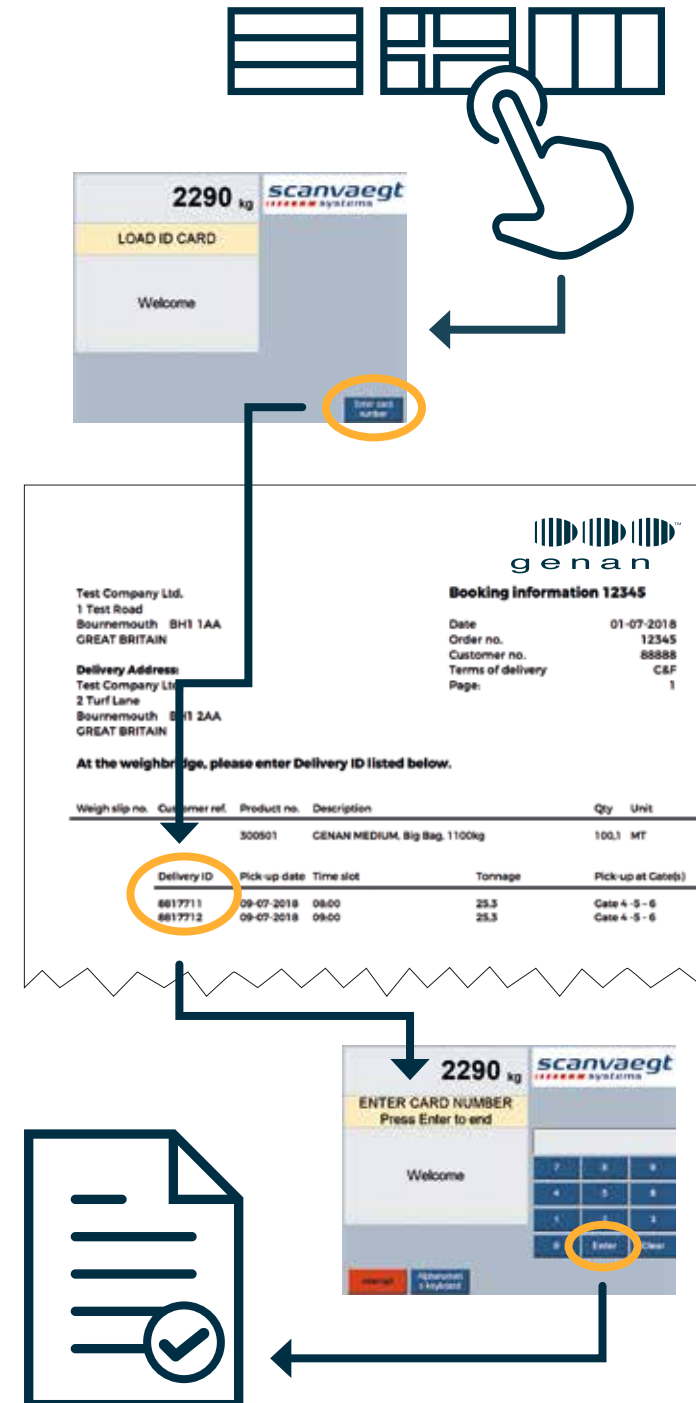 2290 kg
scanvaegt
systems
LOAD ID CARD
Welcome
Enter card
number
genan
Test Company Ltd.
1 Test Road
Bournemouth BH1 1AA
GREAT BRITAIN
Booking information 12345
Date 01-07-2018
Order no. 12345
Customer no. 88888
Terms of delivery C&F
Page: 1
Delivery Address:
Test Company Lt
2 Turf Lane
Bournemouth BH1 2AA
GREAT BRITAIN
At the weighbridge, please enter Delivery ID listed below.
Weigh slip no. Customer ref. Product no. Description Qty Unit
300501 GENAN MEDIUM, Big Bag, 1100kg 100,1 MT
Delivery ID Pick-up date Time slot Tonnage Pick-up at Gate(s)
8817711 09-07-2018 08:00 25.3 Gate 4 -5 - 6
8817712 09-07-2018 09:00 25.3 Gate 4 -5 - 6
2290 kg
scanvaegt
systems
ENTER CARD NUMBER
Press Enter to end
Welcome
7 8 9
4 5 6
1 2 3
0 Enter Clear
Interrupt